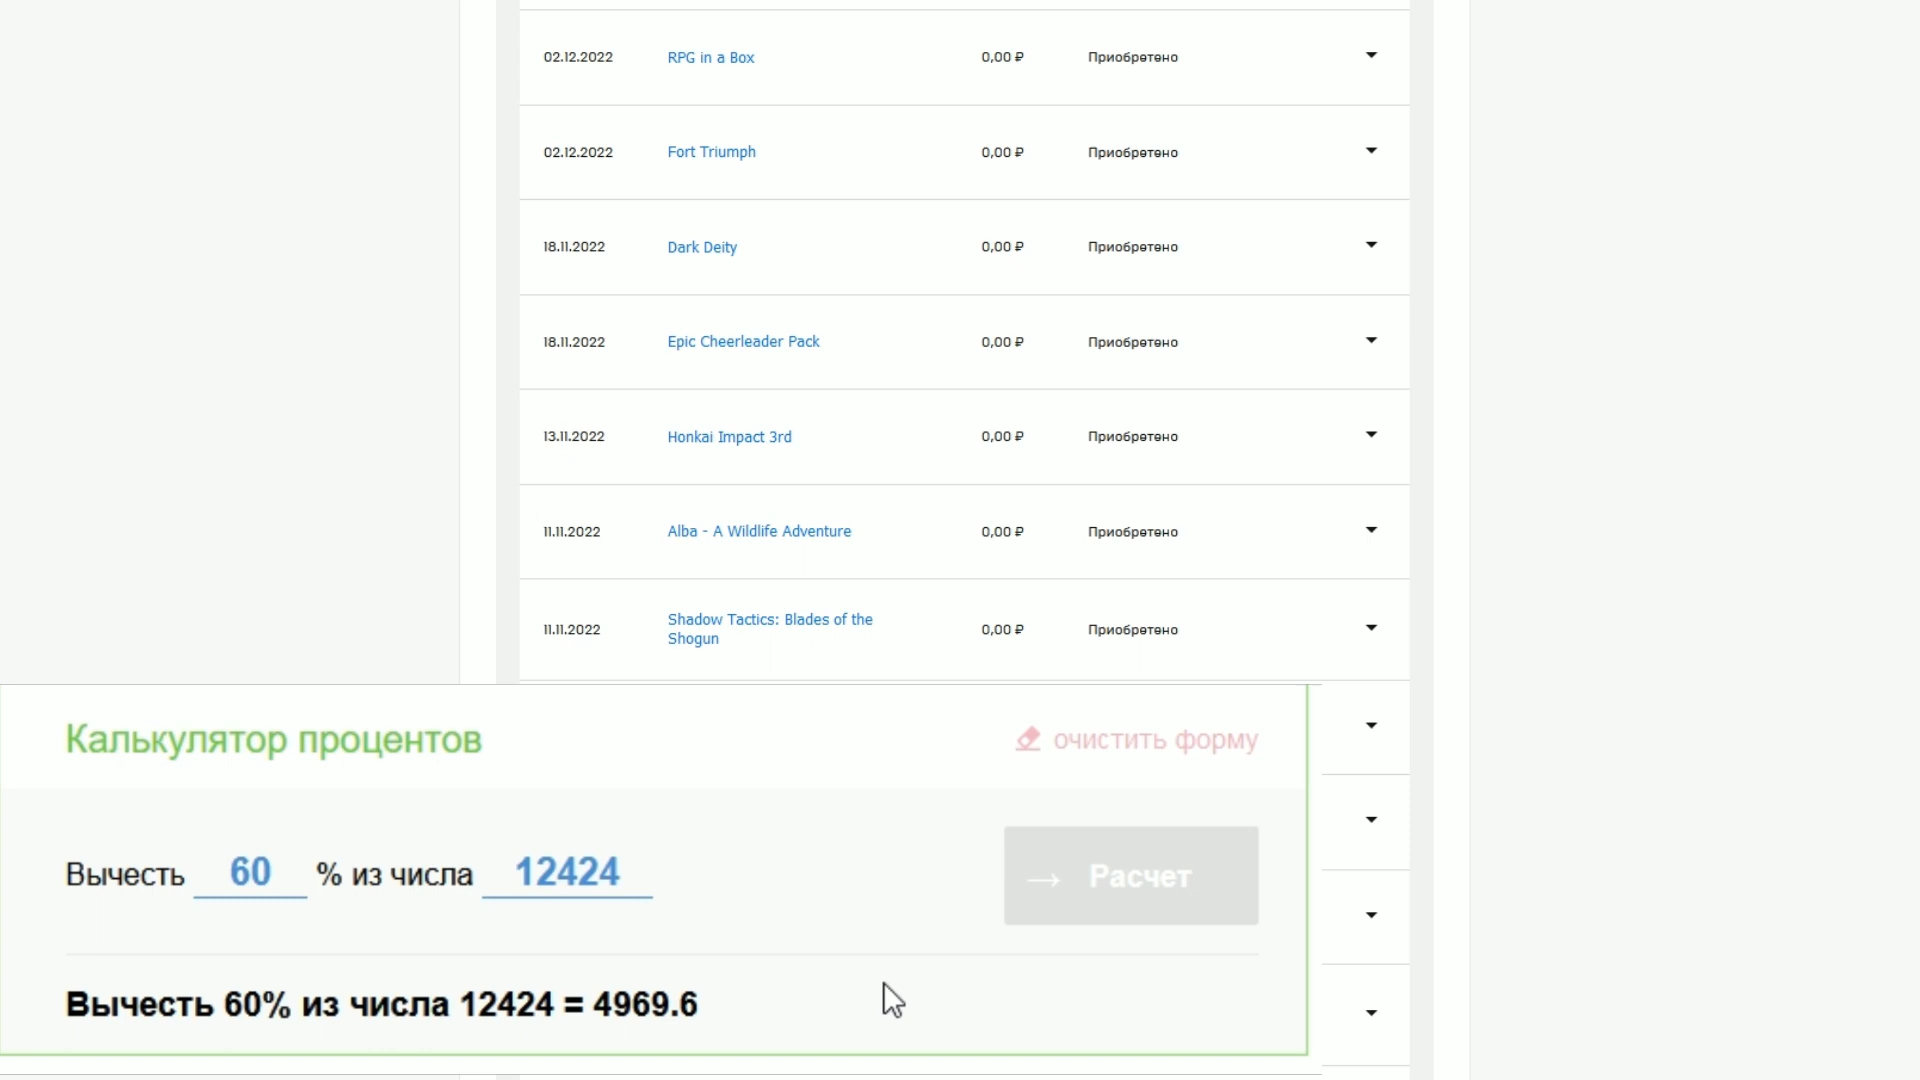 02.12.2022 RPG in a Box 0,00 ₽ Приобретено
02.12.2022 Fort Triumph 0,00 ₽ Приобретено
18.11.2022 Dark Deity 0,00 ₽ Приобретено
18.11.2022 Epic Cheerleader Pack 0,00 ₽ Приобретено
13.11.2022 Honkai Impact 3rd 0,00 ₽ Приобретено
11.11.2022 Alba - A Wildlife Adventure 0,00 ₽ Приобретено
11.11.2022 Shadow Tactics: Blades of the
Shogun 0,00 ₽ Приобретено
Калькулятор процентов очистить форму
Вычесть 60 % из числа 12424 → Расчет
Вычесть 60% из числа 12424 = 4969.6